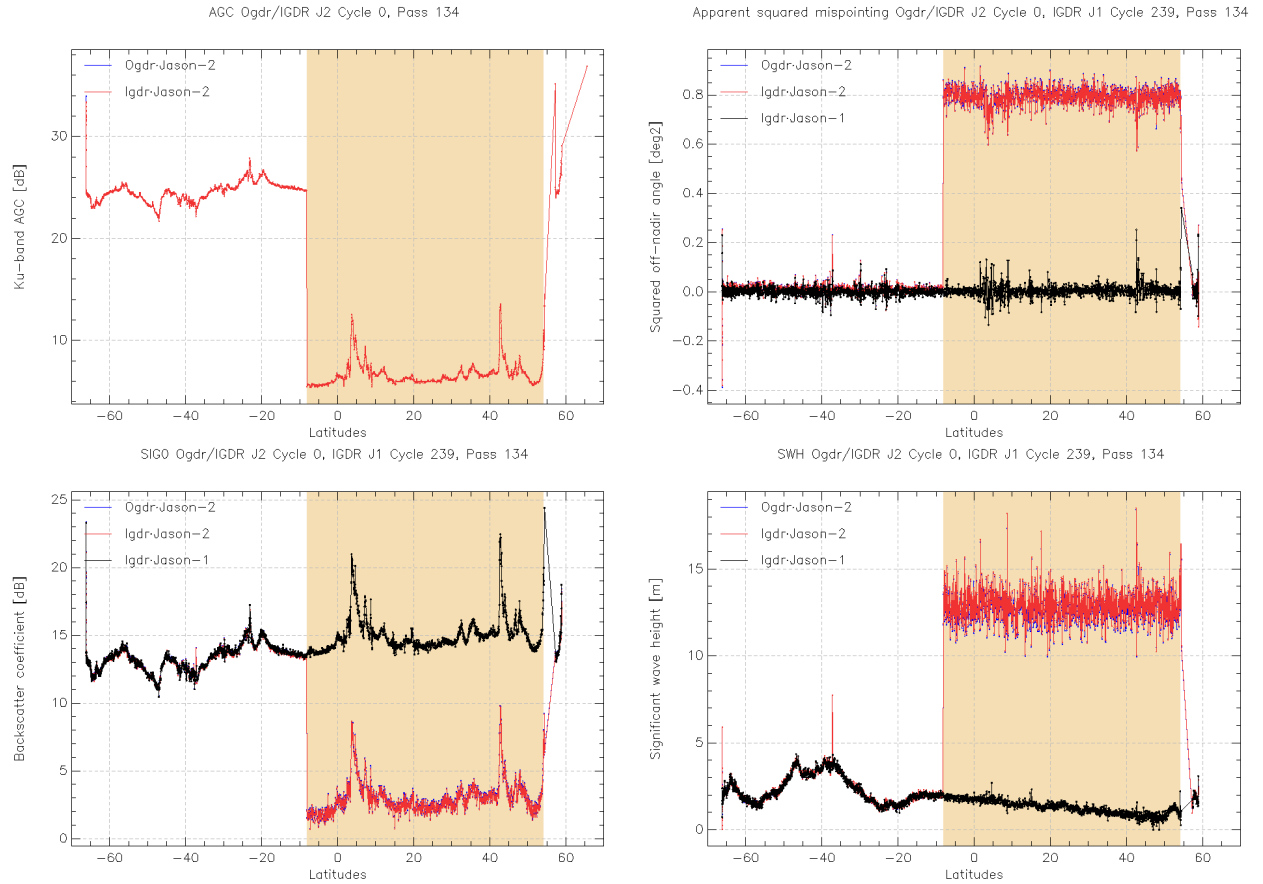 AGC Ogdr/IGDR J2 Cycle 0, Pass 134
Ogdr-Jason-2
Igdr-Jason-2
Ku-band AGC [dB]
30
20
10
-60 -40 -20 0 20 40 60
Latitudes
Apparent squared mispointing Ogdr/IGDR J2 Cycle 0, IGDR J1 Cycle 239, Pass 134
Ogdr-Jason-2
Igdr-Jason-2
Igdr-Jason-1
Squared off-nadir angle [deg2]
0.8
0.6
0.4
0.2
0.0
-0.2
-0.4
-60 -40 -20 0 20 40 60
Latitudes
SIG0 Ogdr/IGDR J2 Cycle 0, IGDR J1 Cycle 239, Pass 134
Ogdr-Jason-2
Igdr-Jason-2
Igdr-Jason-1
Backscatter coefficient [dB]
25
20
15
10
5
0
-60 -40 -20 0 20 40 60
Latitudes
SWH Ogdr/IGDR J2 Cycle 0, IGDR J1 Cycle 239, Pass 134
Ogdr-Jason-2
Igdr-Jason-2
Igdr-Jason-1
Significant wave height [m]
15
10
5
0
-60 -40 -20 0 20 40 60
Latitudes